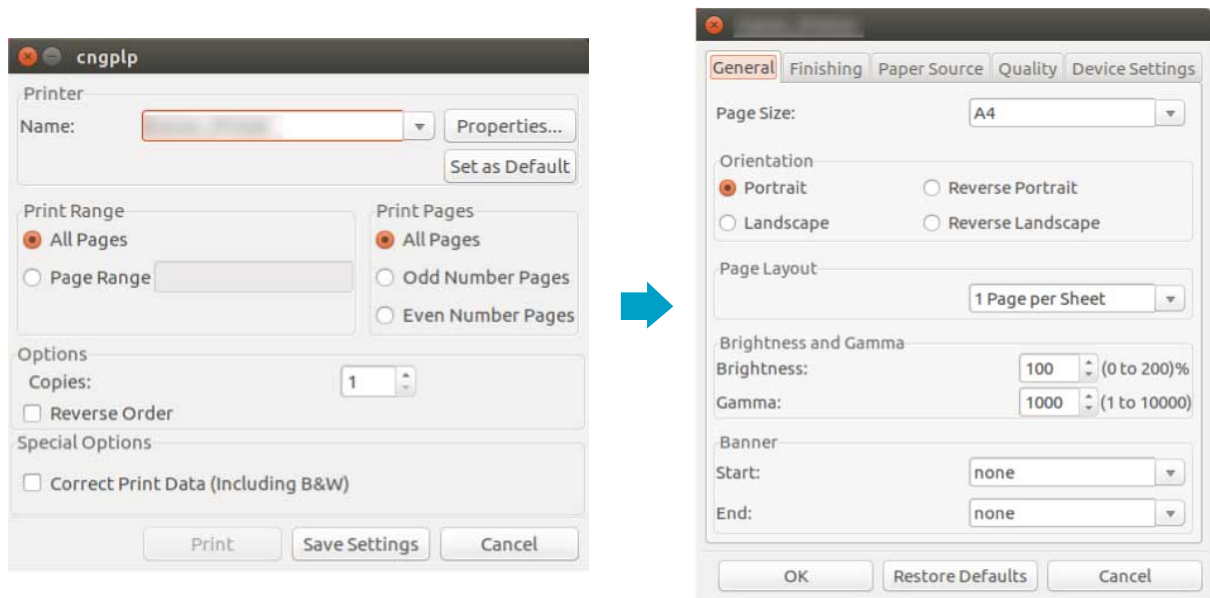 cngplp
Printer
Name:
Properties...
Set as Default
Print Range
All Pages
Page Range
Print Pages
All Pages
Odd Number Pages
Even Number Pages
Options
Copies: 1
Reverse Order
Special Options
Correct Print Data (Including B&W)
Print Save Settings Cancel
General Finishing Paper Source Quality Device Settings
Page Size: A4
Orientation
Portrait Reverse Portrait
Landscape Reverse Landscape
Page Layout
1 Page per Sheet
Brightness and Gamma
Brightness: 100 (0 to 200)%
Gamma: 1000 (1 to 10000)
Banner
Start: none
End: none
OK Restore Defaults Cancel